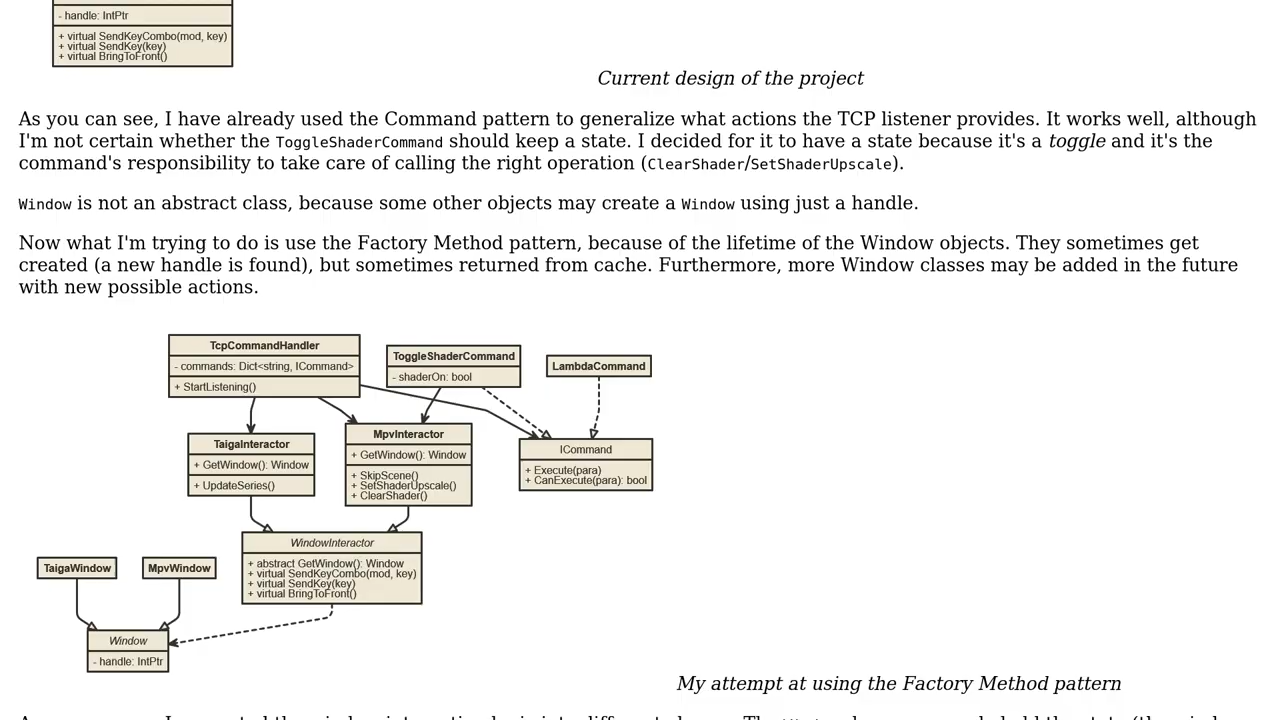 - handle: IntPtr
+ virtual SendKeyCombo(mod, key)
+ virtual SendKey(key)
+ virtual BringToFront()
Current design of the project
As you can see, I have already used the Command pattern to generalize what actions the TCP listener provides. It works well, although
I'm not certain whether the ToggleShaderCommand should keep a state. I decided for it to have a state because it's a toggle and it's the
command's responsibility to take care of calling the right operation (ClearShader/SetShaderUpscale).
Window is not an abstract class, because some other objects may create a Window using just a handle.
Now what I'm trying to do is use the Factory Method pattern, because of the lifetime of the Window objects. They sometimes get
created (a new handle is found), but sometimes returned from cache. Furthermore, more Window classes may be added in the future
with new possible actions.
TcpCommandHandler
- commands: Dict<string, ICommand>
+ StartListening()
ToggleShaderCommand
- shaderOn: bool
LambdaCommand
TaigaInteractor
+ GetWindow(): Window
+ UpdateSeries()
MpvInteractor
+ GetWindow(): Window
+ SkipScene()
+ SetShaderUpscale()
+ ClearShader()
ICommand
+ Execute(para)
+ CanExecute(para): bool
WindowInteractor
+ abstract GetWindow(): Window
+ virtual SendKeyCombo(mod, key)
+ virtual SendKey(key)
+ virtual BringToFront()
TaigaWindow
MpvWindow
Window
- handle: IntPtr
My attempt at using the Factory Method pattern